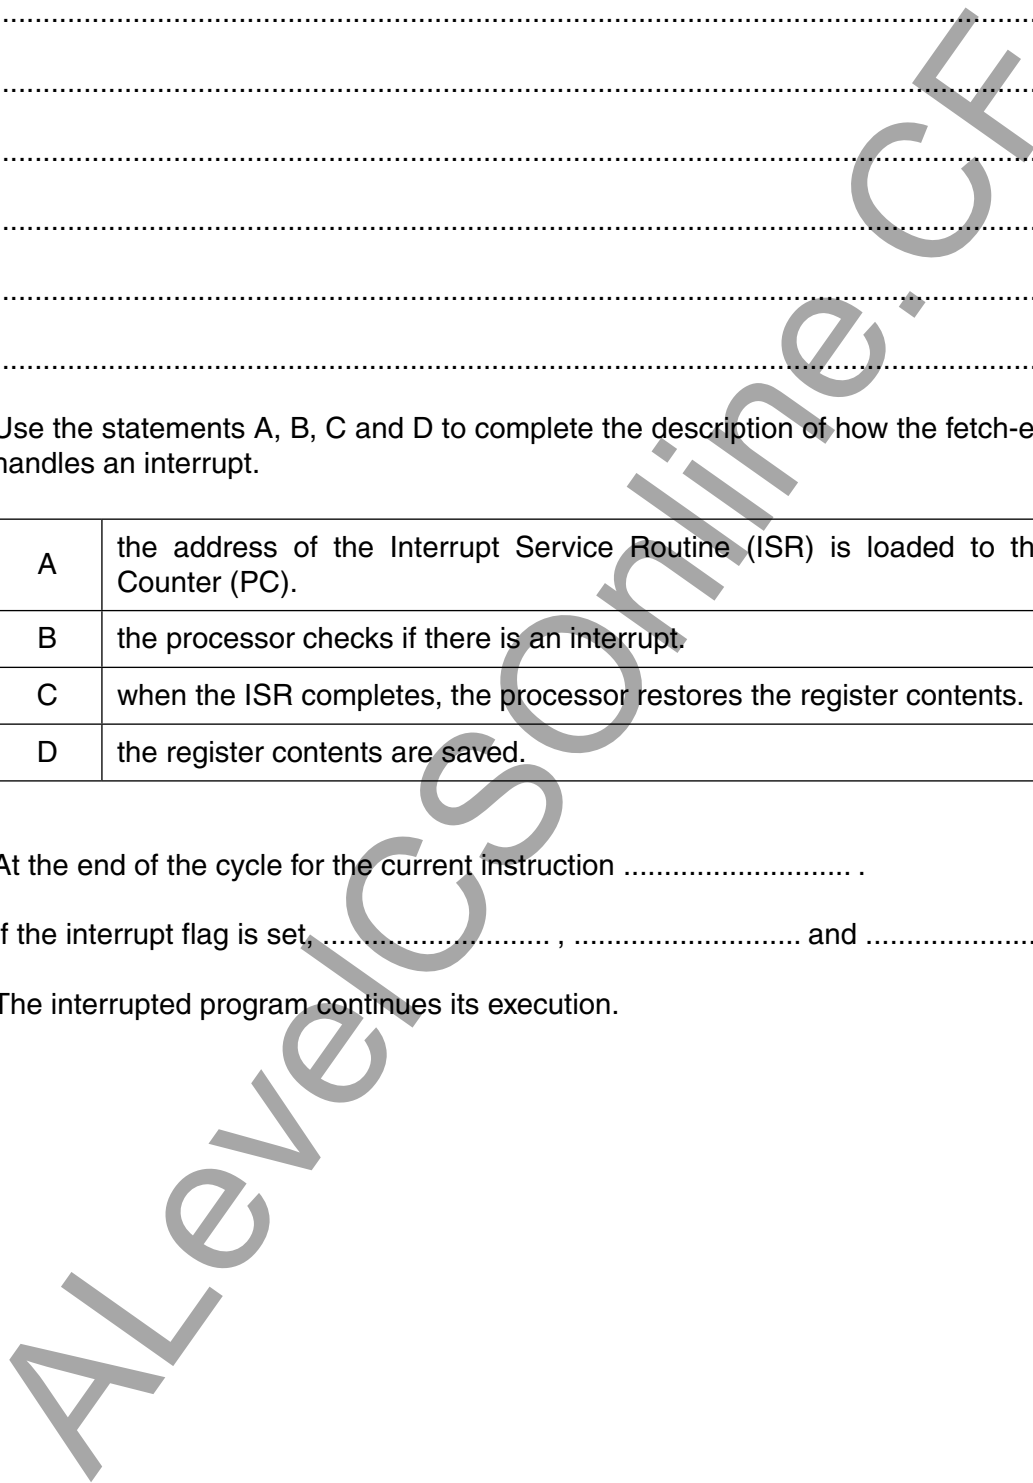 Use the statements A, B, C and D to complete the description of how the fetch-e
handles an interrupt.
A the address of the Interrupt Service Routine (ISR) is loaded to th
Counter (PC).
B the processor checks if there is an interrupt.
C when the ISR completes, the processor restores the register contents.
D the register contents are saved.
At the end of the cycle for the current instruction ............................ .
If the interrupt flag is set, ............................ , ............................ and .....................
The interrupted program continues its execution.
ALevelCSOnline.CF